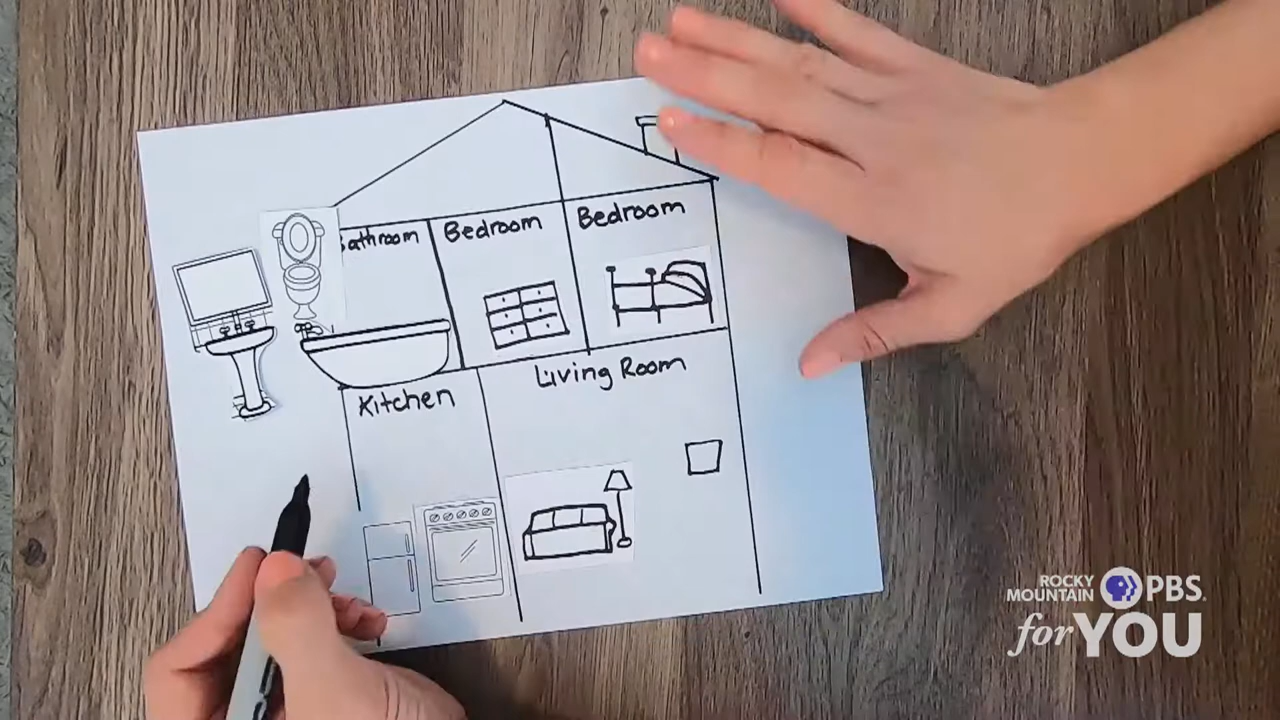 athroom
Bedroom
Bedroom
Kitchen
Living Room
ROCKY
MOUNTAIN
PBS
for YOU